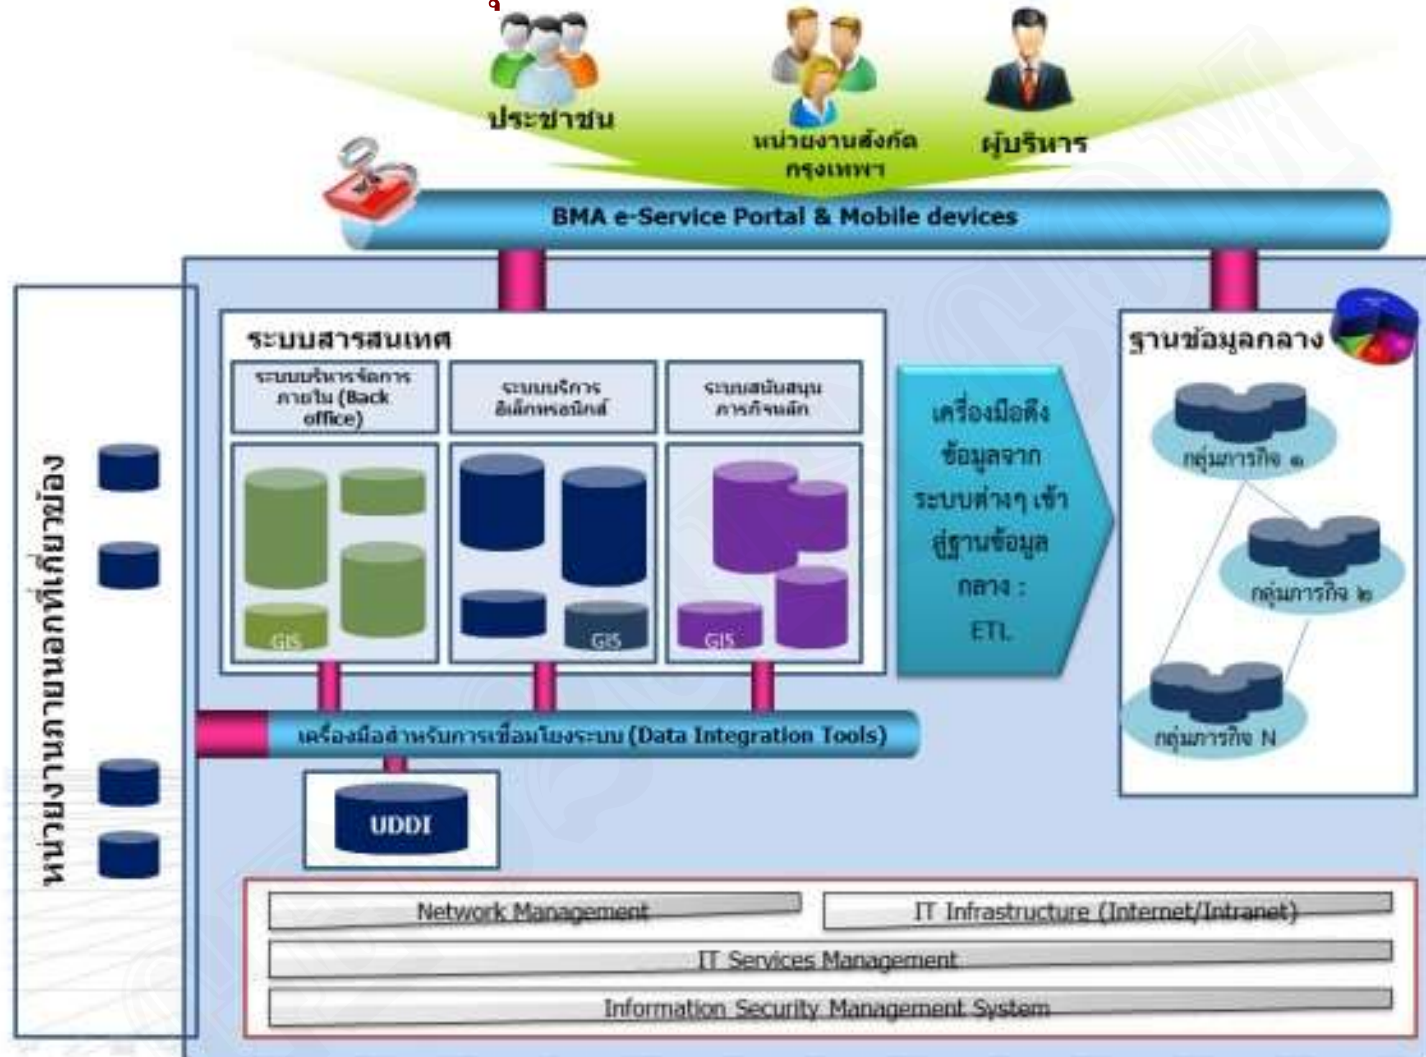 ประชาชน
หน่วยงานสังกัด
กรุงเทพฯ
ผู้บริหาร
BMA e-Service Portal & Mobile devices
หน่วยงานภายนอกที่เกี่ยวข้อง
ระบบสารสนเทศ
ระบบบริหารจัดการ
ภายใน (Back
office)
ระบบบริการ
อิเล็กทรอนิกส์
ระบบสนับสนุน
ภารกิจหลัก
GIS
GIS
GIS
เครื่องมือดึง
ข้อมูลจาก
ระบบต่างๆ เข้า
สู่ฐานข้อมูล
กลาง :
ETL
ฐานข้อมูลกลาง
กลุ่มภารกิจ ๑
กลุ่มภารกิจ ๒
กลุ่มภารกิจ N
เครื่องมือสำหรับการเชื่อมโยงระบบ (Data Integration Tools)
UDDI
Network Management
IT Infrastructure (Internet/Intranet)
IT Services Management
Information Security Management System